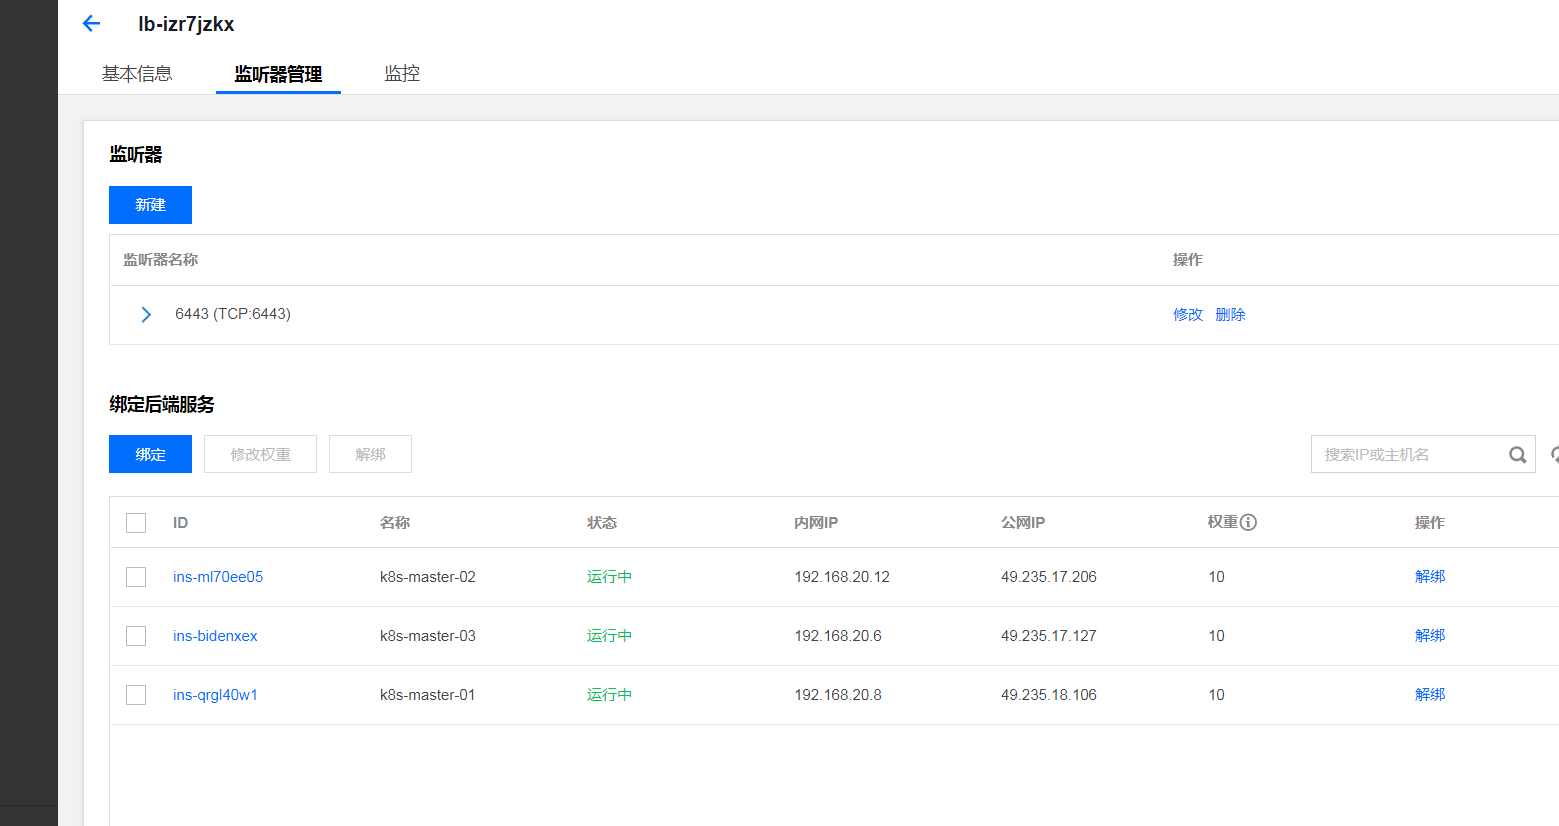 lb-izr7jzkx
基本信息 监听器管理 监控
监听器
新建
监听器名称 操作
6443 (TCP:6443) 修改 删除
绑定后端服务
绑定 修改权重 解绑 搜索IP或主机名
ID 名称 状态 内网IP 公网IP 权重 操作
ins-ml70ee05 k8s-master-02 运行中 192.168.20.12 49.235.17.206 10 解绑
ins-bidenxex k8s-master-03 运行中 192.168.20.6 49.235.17.127 10 解绑
ins-qrgl40w1 k8s-master-01 运行中 192.168.20.8 49.235.18.106 10 解绑